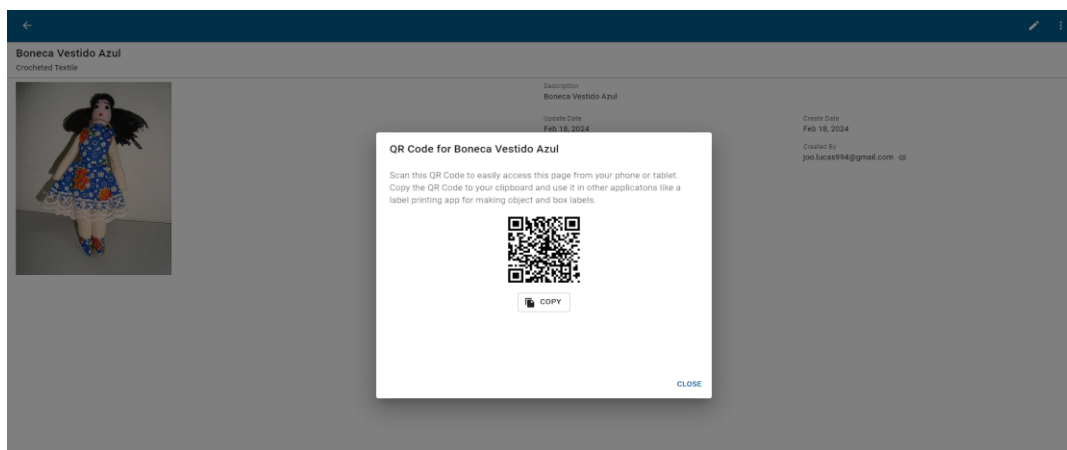 Boneca Vestido Azul
Crocheted Textile
Description
Boneca Vestido Azul
Update Date
Feb 18, 2024
Create Date
Feb 18, 2024
Created By
joo.lucas994@gmail.com
QR Code for Boneca Vestido Azul
Scan this QR Code to easily access this page from your phone or tablet.
Copy the QR Code to your clipboard and use it in other applicatons like a
label printing app for making object and box labels.
COPY
CLOSE